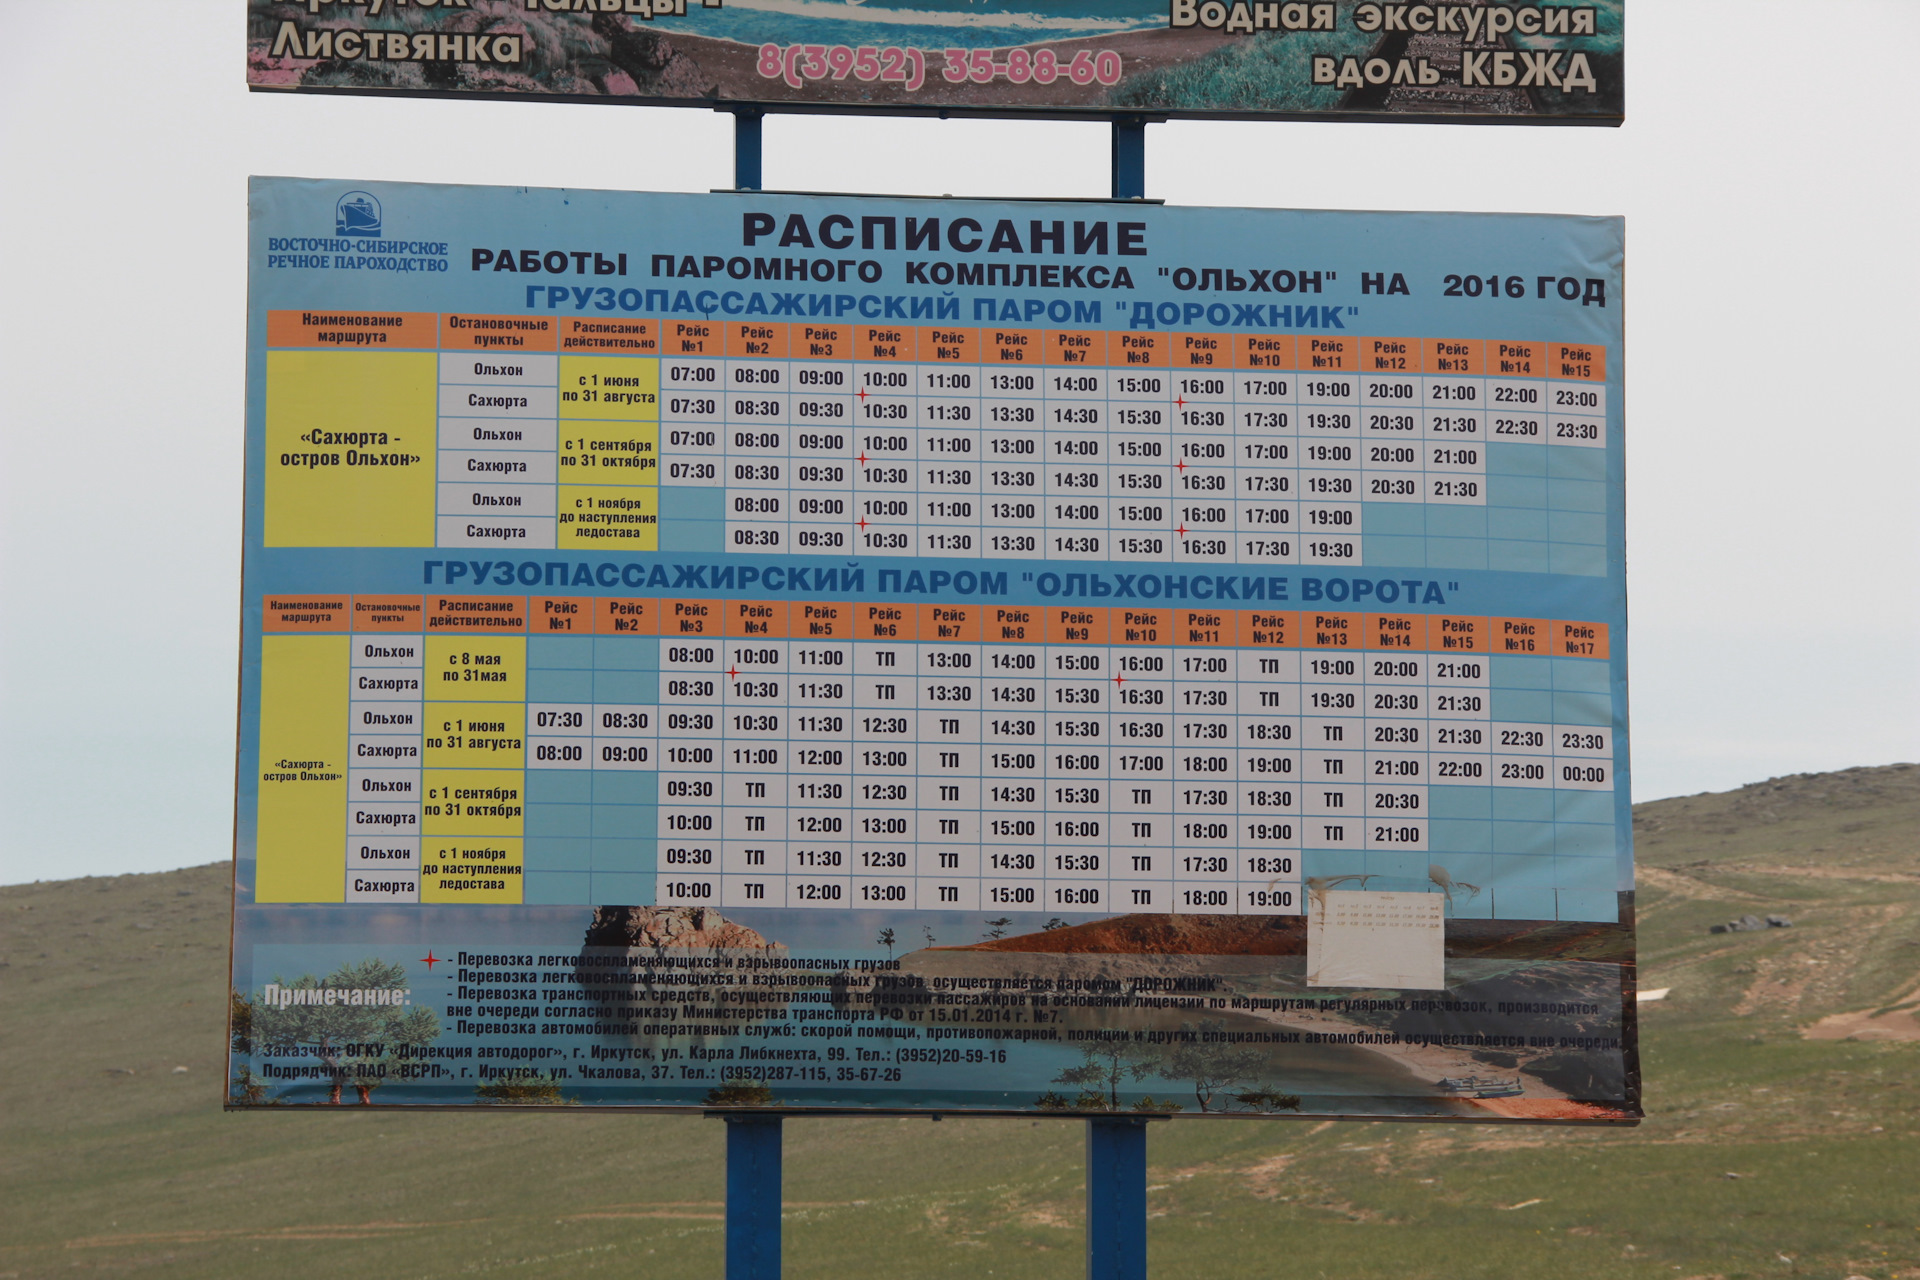 Листвянка
8(3952) 35-88-60
Водная экскурсия
вдоль КБЖД
ВОСТОЧНО-СИБИРСКОЕ
РЕЧНОЕ ПАРОХОДСТВО
РАСПИСАНИЕ
РАБОТЫ ПАРОМНОГО КОМПЛЕКСА "ОЛЬХОН" НА 2016 ГОД
ГРУЗОПАССАЖИРСКИЙ ПАРОМ "ДОРОЖНИК"
Наименование маршрута Остановочные пункты Расписание действительно Рейс №1 Рейс №2 Рейс №3 Рейс №4 Рейс №5 Рейс №6 Рейс №7 Рейс №8 Рейс №9 Рейс №10 Рейс №11 Рейс №12 Рейс №13 Рейс №14 Рейс №15
«Сахюрта -
остров Ольхон»
с 1 июня
по 31 августа
Ольхон 07:00 08:00 09:00 10:00 11:00 13:00 14:00 15:00 16:00 17:00 19:00 20:00 21:00 22:00 23:00
Сахюрта 07:30 08:30 09:30 10:30 11:30 13:30 14:30 15:30 16:30 17:30 19:30 20:30 21:30 22:30 23:30
с 1 сентября
по 31 октября
Ольхон 07:00 08:00 09:00 10:00 11:00 13:00 14:00 15:00 16:00 17:00 19:00 20:00 21:00
Сахюрта 07:30 08:30 09:30 10:30 11:30 13:30 14:30 15:30 16:30 17:30 19:30 20:30 21:30
с 1 ноября
до наступления
ледостава
Ольхон 08:00 09:00 10:00 11:00 13:00 14:00 15:00 16:00 17:00 19:00
Сахюрта 08:30 09:30 10:30 11:30 13:30 14:30 15:30 16:30 17:30 19:30
ГРУЗОПАССАЖИРСКИЙ ПАРОМ "ОЛЬХОНСКИЕ ВОРОТА"
Наименование маршрута Остановочные пункты Расписание действительно Рейс №1 Рейс №2 Рейс №3 Рейс №4 Рейс №5 Рейс №6 Рейс №7 Рейс №8 Рейс №9 Рейс №10 Рейс №11 Рейс №12 Рейс №13 Рейс №14 Рейс №15 Рейс №16 Рейс №17
«Сахюрта -
остров Ольхон»
с 8 мая
по 31мая
Ольхон 08:00 10:00 11:00 ТП 13:00 14:00 15:00 16:00 17:00 ТП 19:00 20:00 21:00
Сахюрта 08:30 10:30 11:30 ТП 13:30 14:30 15:30 16:30 17:30 ТП 19:30 20:30 21:30
с 1 июня
по 31 августа
Ольхон 07:30 08:30 09:30 10:30 11:30 12:30 ТП 14:30 15:30 16:30 17:30 18:30 ТП 20:30 21:30 22:30 23:30
Сахюрта 08:00 09:00 10:00 11:00 12:00 13:00 ТП 15:00 16:00 17:00 18:00 19:00 ТП 21:00 22:00 23:00 00:00
с 1 сентября
по 31 октября
Ольхон 09:30 ТП 11:30 12:30 ТП 14:30 15:30 ТП 17:30 18:30 ТП 20:30
Сахюрта 10:00 ТП 12:00 13:00 ТП 15:00 16:00 ТП 18:00 19:00 ТП 21:00
с 1 ноября
до наступления
ледостава
Ольхон 09:30 ТП 11:30 12:30 ТП 14:30 15:30 ТП 17:30 18:30
Сахюрта 10:00 ТП 12:00 13:00 ТП 15:00 16:00 ТП 18:00 19:00
Примечание:
- Перевозка легковоспламеняющихся и взрывоопасных грузов
- Перевозка легковоспламеняющихся и взрывоопасных грузов осуществляется паромом "ДОРОЖНИК".
- Перевозка транспортных средств, осуществляющих перевозки пассажиров на основании лицензии по маршрутам регулярных перевозок, производится
вне очереди согласно приказу Министерства транспорта РФ от 15.01.2014 г. №7.
- Перевозка автомобилей оперативных служб: скорой помощи, противопожарной, полиции и других специальных автомобилей осуществляется вне очереди.
Заказчик: ОГКУ «Дирекция автодорог», г. Иркутск, ул. Карла Либкнехта, 99. Тел.: (3952)20-59-16
Подрядчик: ПАО «ВСРП», г. Иркутск, ул. Чкалова, 37. Тел.: (3952)287-115, 35-67-26